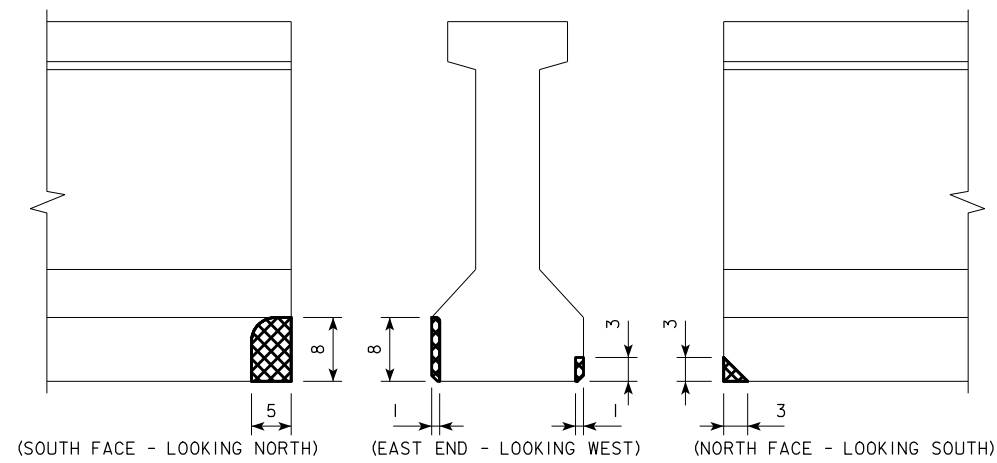 8
8
3
3
5
1
1
3
(SOUTH FACE - LOOKING NORTH)
(EAST END - LOOKING WEST)
(NORTH FACE - LOOKING SOUTH)